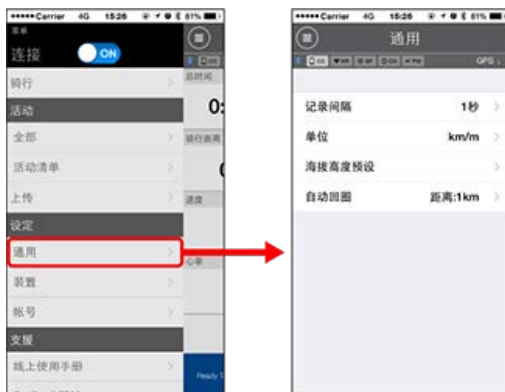 ●●●●●Carrier 4G 15:26 81%
菜单
连接 ON
骑行
活动
全部
活动清单
上传
设定
通用
装置
帐号
支援
线上使用手册
总时间
0:
骑行距离
速度
心率
Ready T
●●●●●Carrier 4G 15:26 81%
通用
GPS
记录间隔 1秒
单位 km/m
海拔高度预设
自动回圈 距离:1km